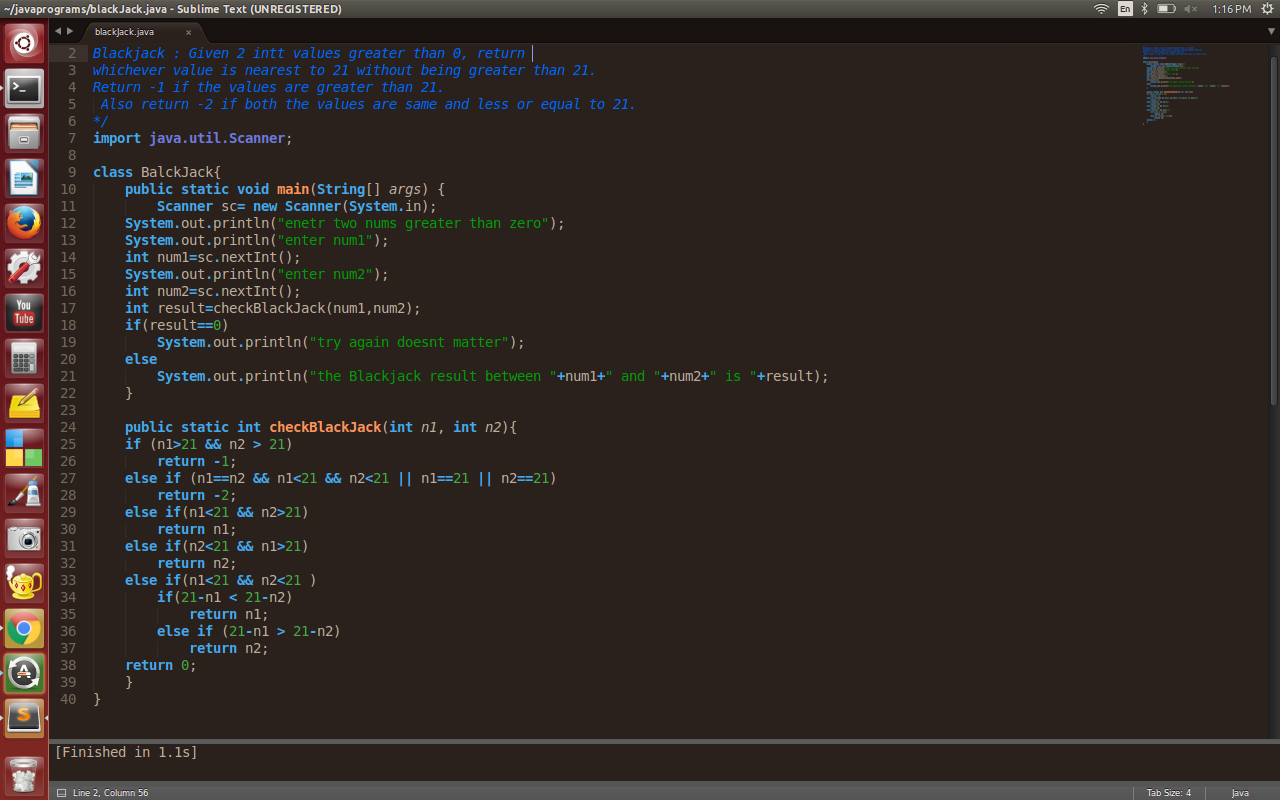 ~/javaprograms/blackJack.java - Sublime Text (UNREGISTERED)
En
1:16 PM
blackJack.java
2 Blackjack : Given 2 intt values greater than 0, return
3 whichever value is nearest to 21 without being greater than 21.
4 Return -1 if the values are greater than 21.
5  Also return -2 if both the values are same and less or equal to 21.
6 */
7 import java.util.Scanner;
8
9 class BalckJack{
10     public static void main(String[] args) {
11         Scanner sc= new Scanner(System.in);
12     System.out.println("enetr two nums greater than zero");
13     System.out.println("enter num1");
14     int num1=sc.nextInt();
15     System.out.println("enter num2");
16     int num2=sc.nextInt();
17     int result=checkBlackJack(num1,num2);
18     if(result==0)
19         System.out.println("try again doesnt matter");
20     else
21         System.out.println("the Blackjack result between "+num1+" and "+num2+" is "+result);
22     }
23
24     public static int checkBlackJack(int n1, int n2){
25     if (n1>21 && n2 > 21)
26         return -1;
27     else if (n1==n2 && n1<21 && n2<21 || n1==21 || n2==21)
28         return -2;
29     else if(n1<21 && n2>21)
30         return n1;
31     else if(n2<21 && n1>21)
32         return n2;
33     else if(n1<21 && n2<21 )
34         if(21-n1 < 21-n2)
35             return n1;
36         else if (21-n1 > 21-n2)
37             return n2;
38     return 0;
39     }
40 }
You
Tube
[Finished in 1.1s]
Line 2, Column 56
Tab Size: 4
Java